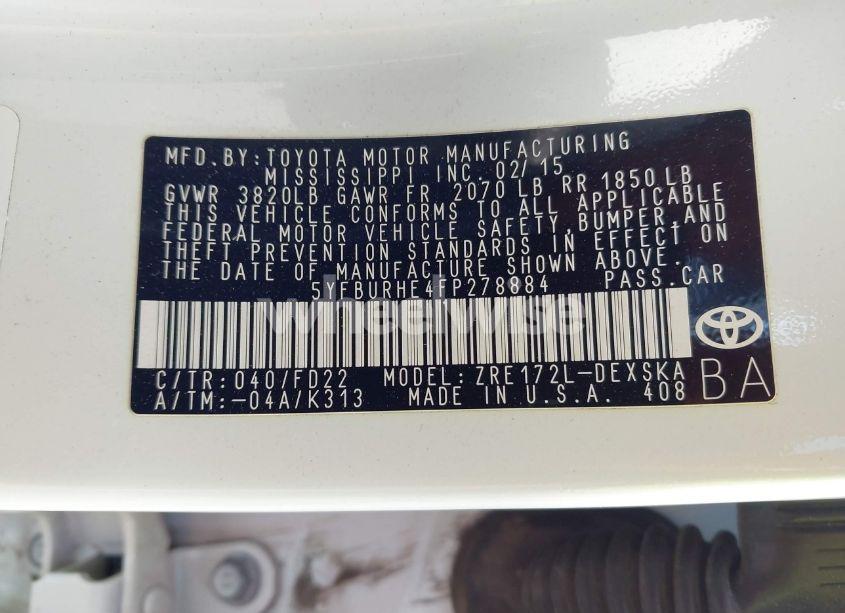 MFD.BY:TOYOTA MOTOR MANUFACTURING
MISSISSIPPI INC. 02/15
GVWR 3820LB GAWR FR 2070 LB RR 1850 LB
THIS VEHICLE CONFORMS TO ALL APPLICABLE
FEDERAL MOTOR VEHICLE SAFETY,BUMPER,AND
THEFT PREVENTION STANDARDS IN EFFECT ON
THE DATE OF MANUFACTURE SHOWN ABOVE.
5YFBURHE4FP278884 PASS.CAR
wheelwise
C/TR:040/FD22 MODEL:ZRE172L-DEXSKA
A/TM:-04A/K313 MADE IN U.S.A. 408
BA